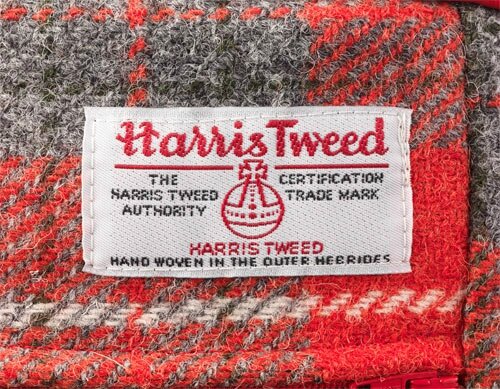 Harris Tweed
THE CERTIFICATION
HARRIS TWEED TRADE MARK
AUTHORITY
HARRIS TWEED
HAND WOVEN IN THE OUTER HEBRIDES